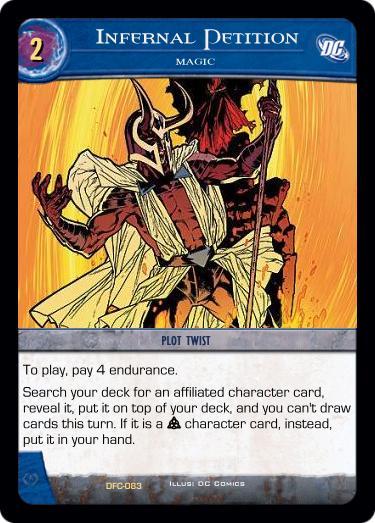 2
Infernal Petition
DC
MAGIC
PLOT TWIST
To play, pay 4 endurance.
Search your deck for an affiliated character card,
reveal it, put it on top of your deck, and you can't draw
cards this turn. If it is a character card, instead,
put it in your hand.
DFC-083
Illus: DC Comics